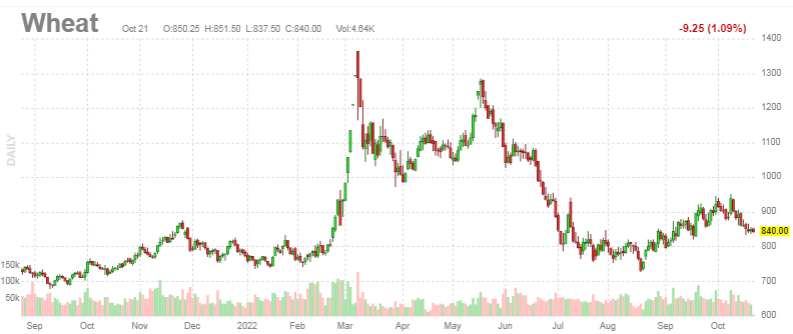 Wheat Oct 21 O:850.25 H:851.50 L:837.50 C:840.00 Vol:4.64K -9.25 (1.09%)
1400
1300
1200
1100
DAILY
1000
900
840.00
800
150k
100k 700
50k
600
Sep Oct Nov Dec 2022 Feb Mar Apr May Jun Jul Aug Sep Oct